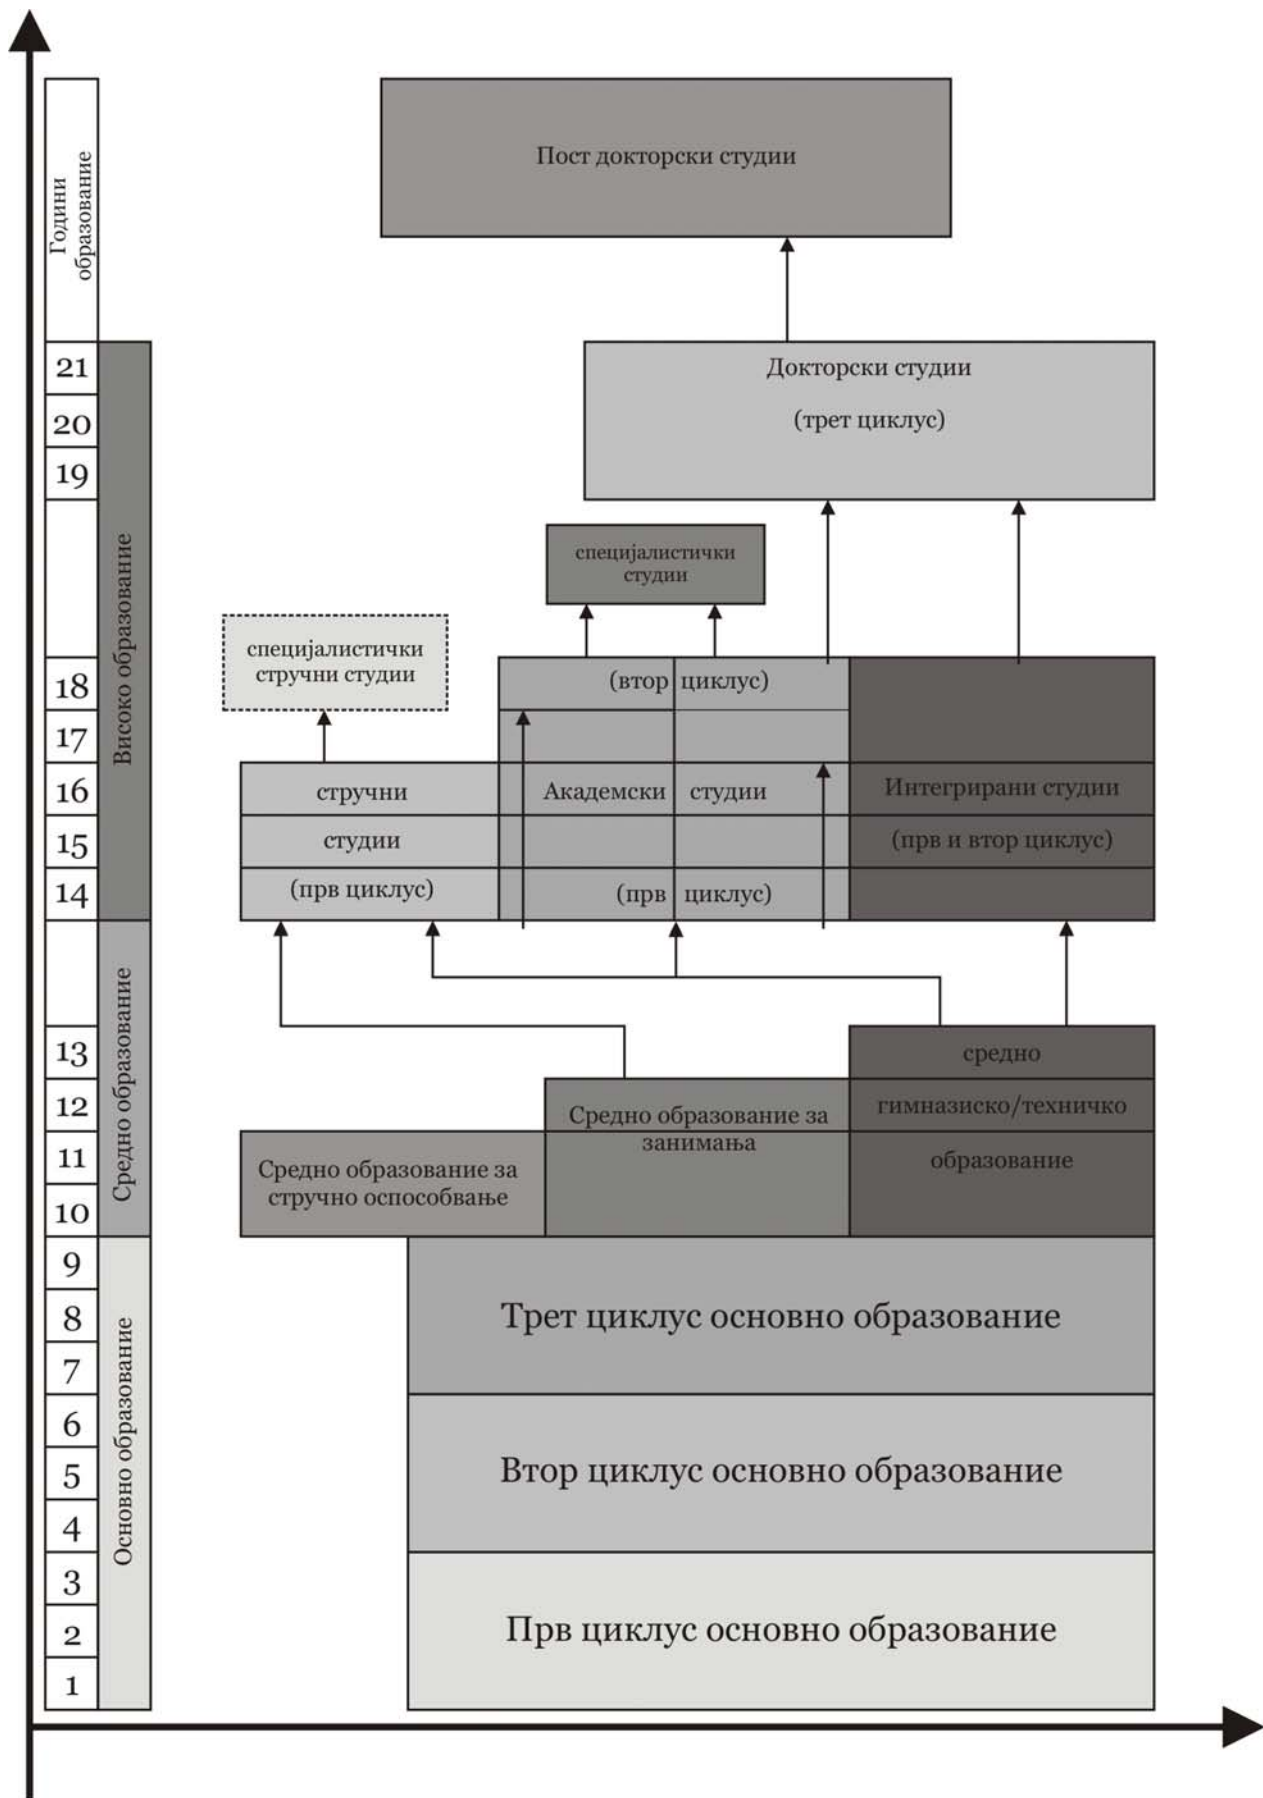 Пост докторски студии
Години
образование
21
20
19
18
17
16
15
14
13
12
11
10
9
8
7
6
5
4
3
2
1
Високо образование
Средно образование
Основно образование
Докторски студии
(трет циклус)
специјалистички
студии
специјалистички
стручни студии
(втор циклус)
стручни
студии
(прв циклус)
Академски студии
(прв циклус)
Интегрирани студии
(прв и втор циклус)
средно
гимназиско/техничко
образование
Средно образование за
занимања
Средно образование за
стручно оспособвање
Трет циклус основно образование
Втор циклус основно образование
Прв циклус основно образование